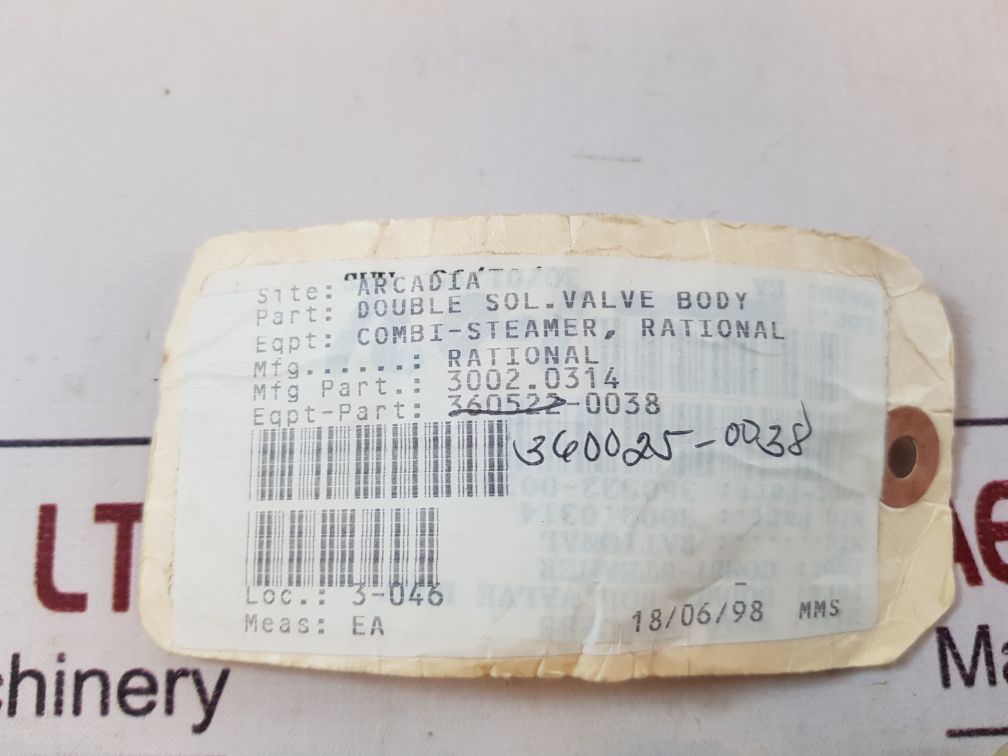 Site: ARCADIA
Part: DOUBLE SOL.VALVE BODY
Eqpt: COMBI-STEAMER, RATIONAL
Mfg......: RATIONAL
Mfg Part.: 3002.0314
Eqpt-Part: 360522-0038
360025-0038
Loc.: 3-046
Meas: EA
18/06/98 MMS
LT
chinery
Ma